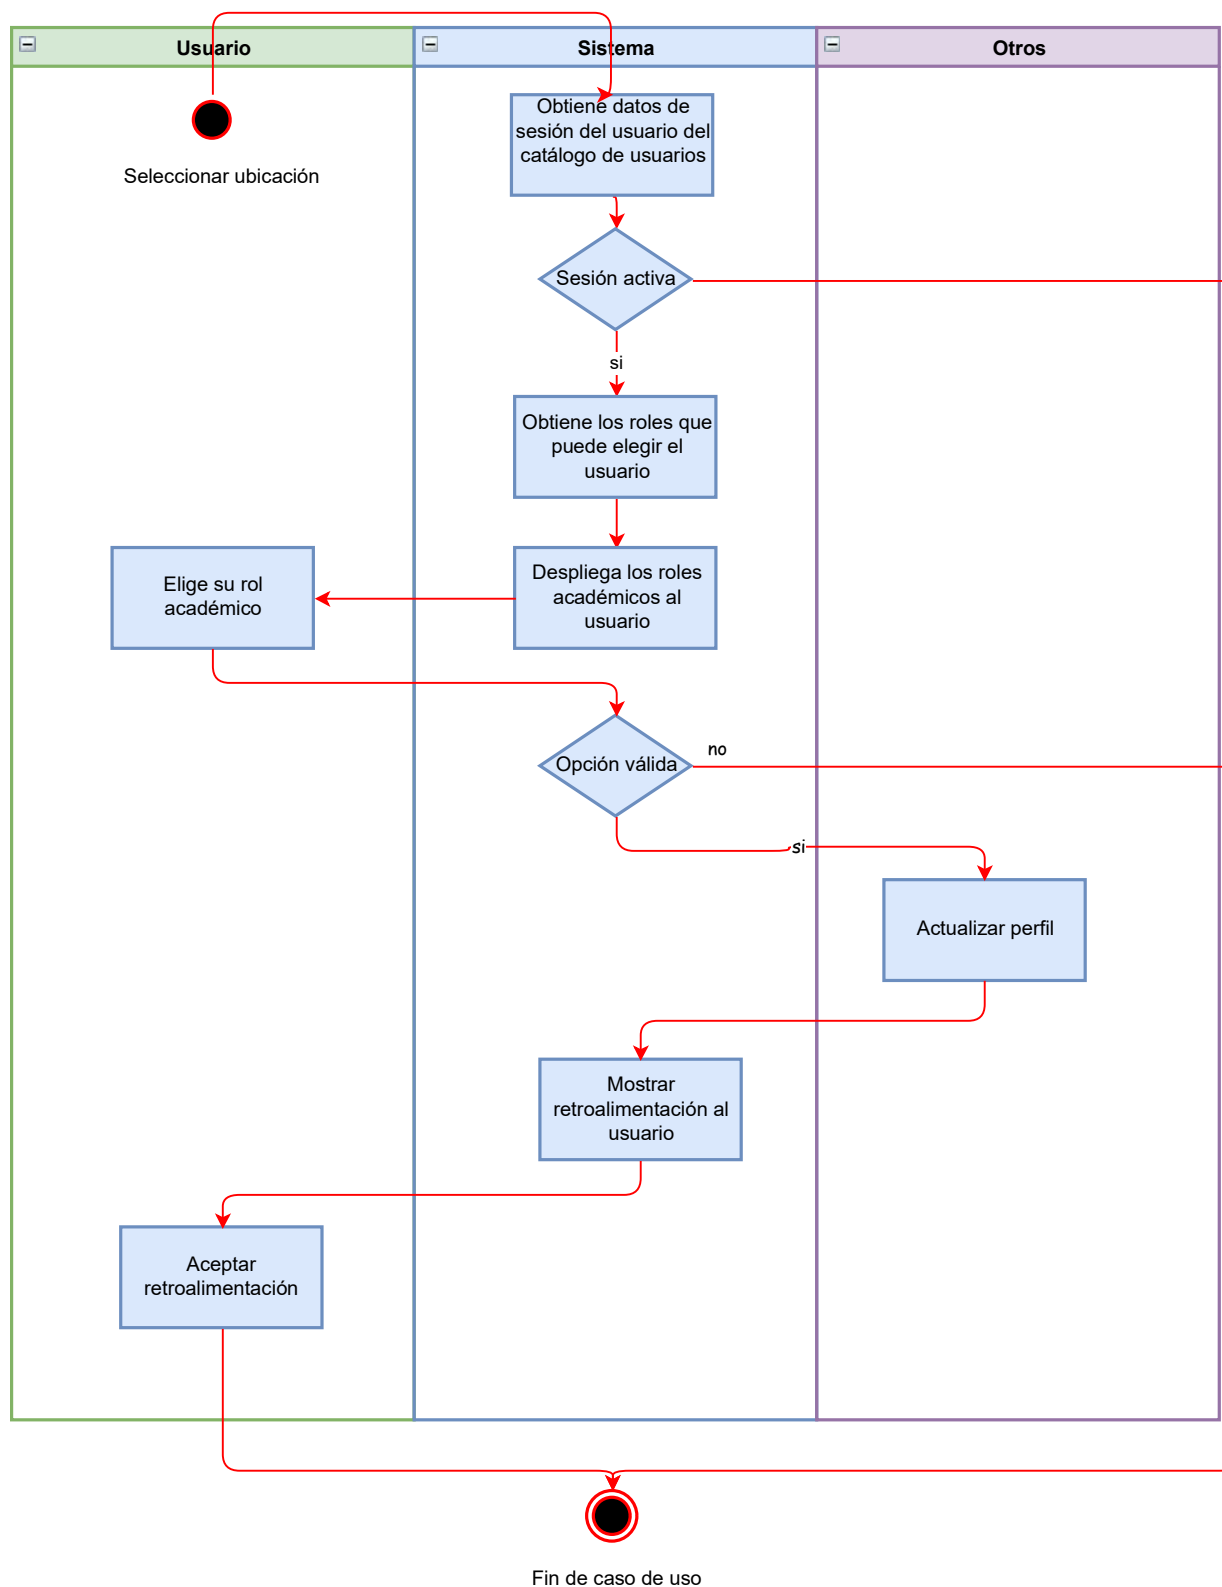 Usuario
Sistema
Otros
Obtiene datos de
sesión del usuario del
catálogo de usuarios
Seleccionar ubicación
Sesión activa
si
Obtiene los roles que
puede elegir el
usuario
Elige su rol
académico
Despliega los roles
académicos al
usuario
Opción válida
no
si
Actualizar perfil
Mostrar
retroalimentación al
usuario
Aceptar
retroalimentación
Fin de caso de uso